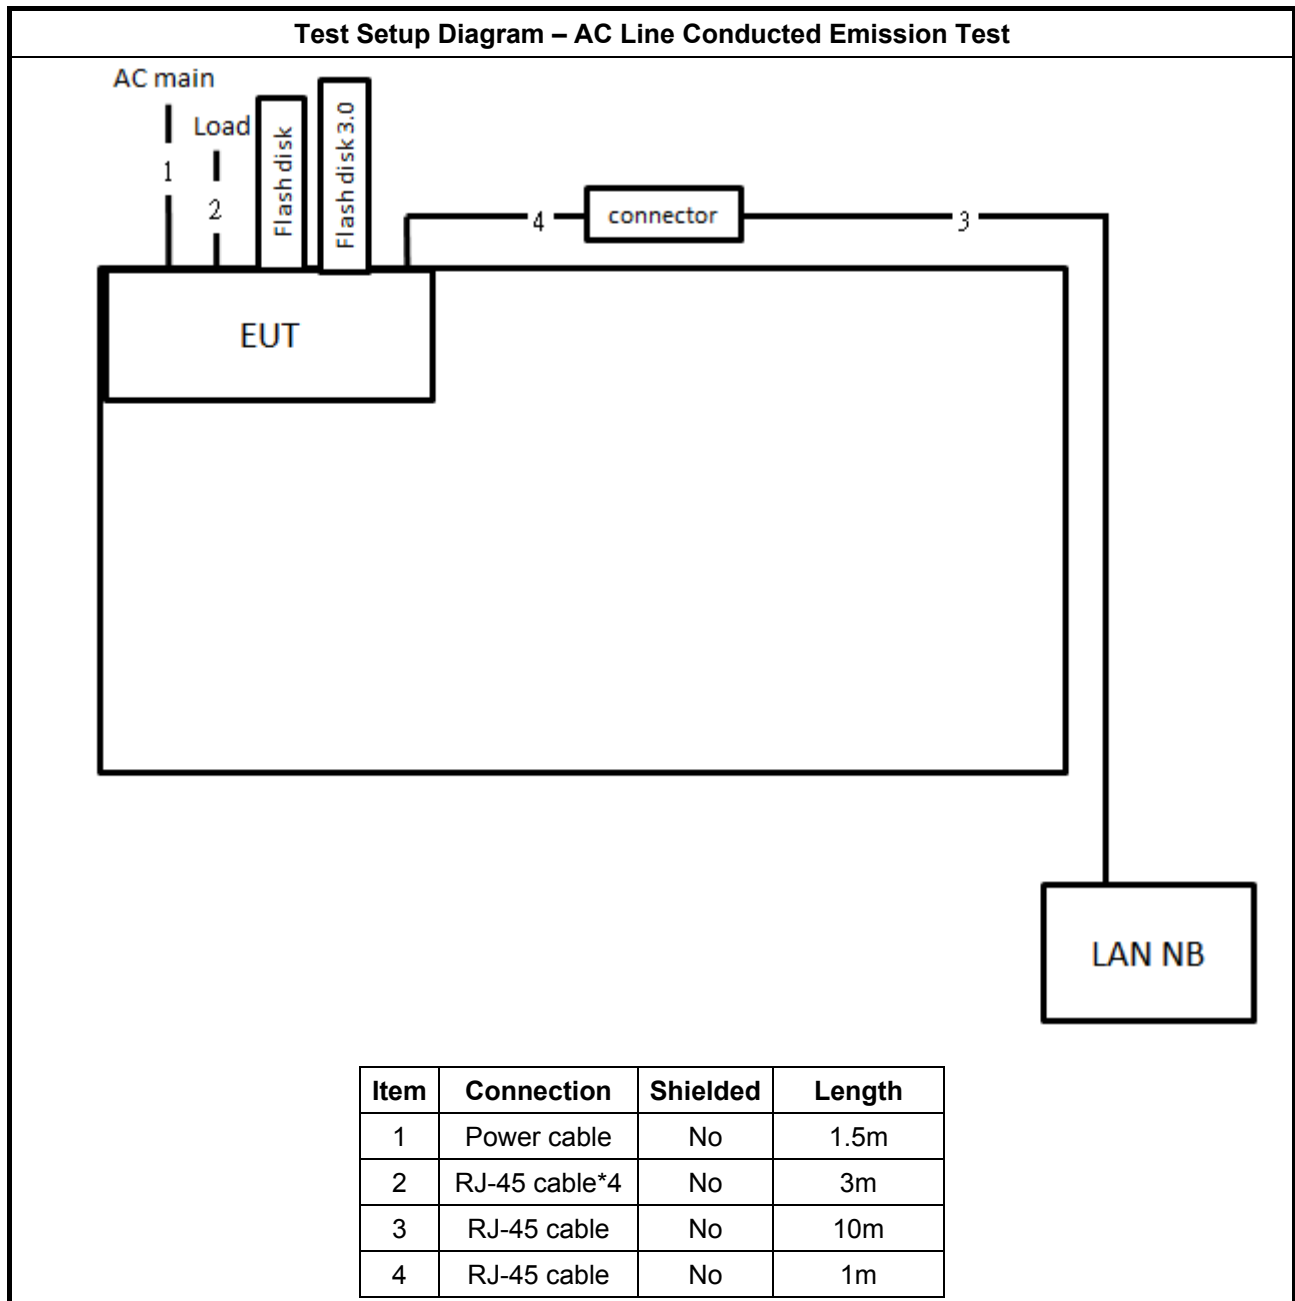 Test Setup Diagram – AC Line Conducted Emission Test
AC main
Load
1
2
Flash disk
Flash disk 3.0
4
connector
3
EUT
LAN NB
Item Connection Shielded Length
1 Power cable No 1.5m
2 RJ-45 cable*4 No 3m
3 RJ-45 cable No 10m
4 RJ-45 cable No 1m